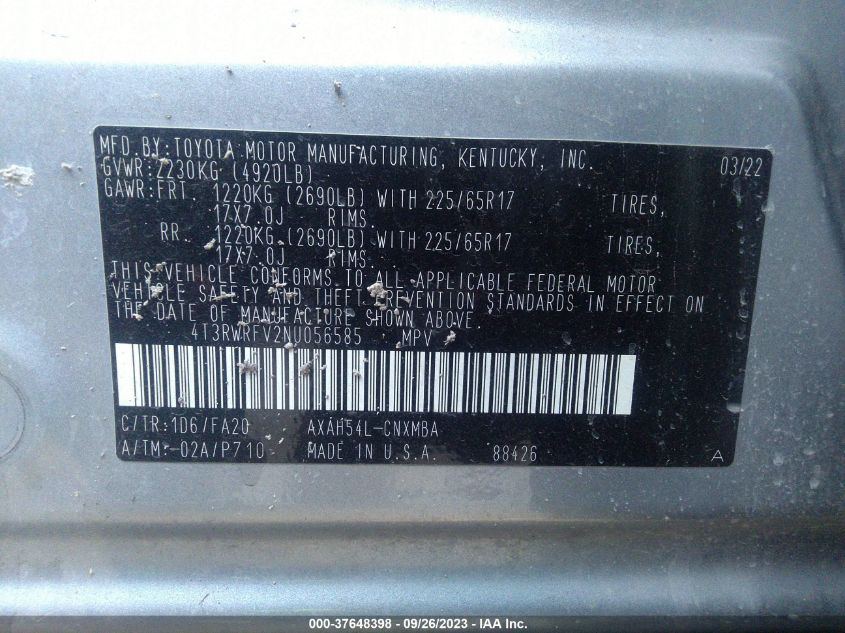 MFD. BY: TOYOTA MOTOR MANUFACTURING, KENTUCKY, INC. 03/22
GVWR: 2230KG (4920LB)
GAWR: FRT. 1220KG (2690LB) WITH 225/65R17 TIRES,
17X7.0J RIMS.
RR. 1220KG (2690LB) WITH 225/65R17 TIRES,
17X7.0J RIMS.
THIS VEHICLE CONFORMS TO ALL APPLICABLE FEDERAL MOTOR
VEHICLE SAFETY AND THEFT PREVENTION STANDARDS IN EFFECT ON
THE DATE OF MANUFACTURE SHOWN ABOVE.
4T3RWRFV2NU056585 MPV
C/TR: 1D6/FA20 AXAH54L-CNXMBA
A/TM: -02A/P710 MADE IN U.S.A. 88426 A
000-37648398 - 09/26/2023 - IAA Inc.